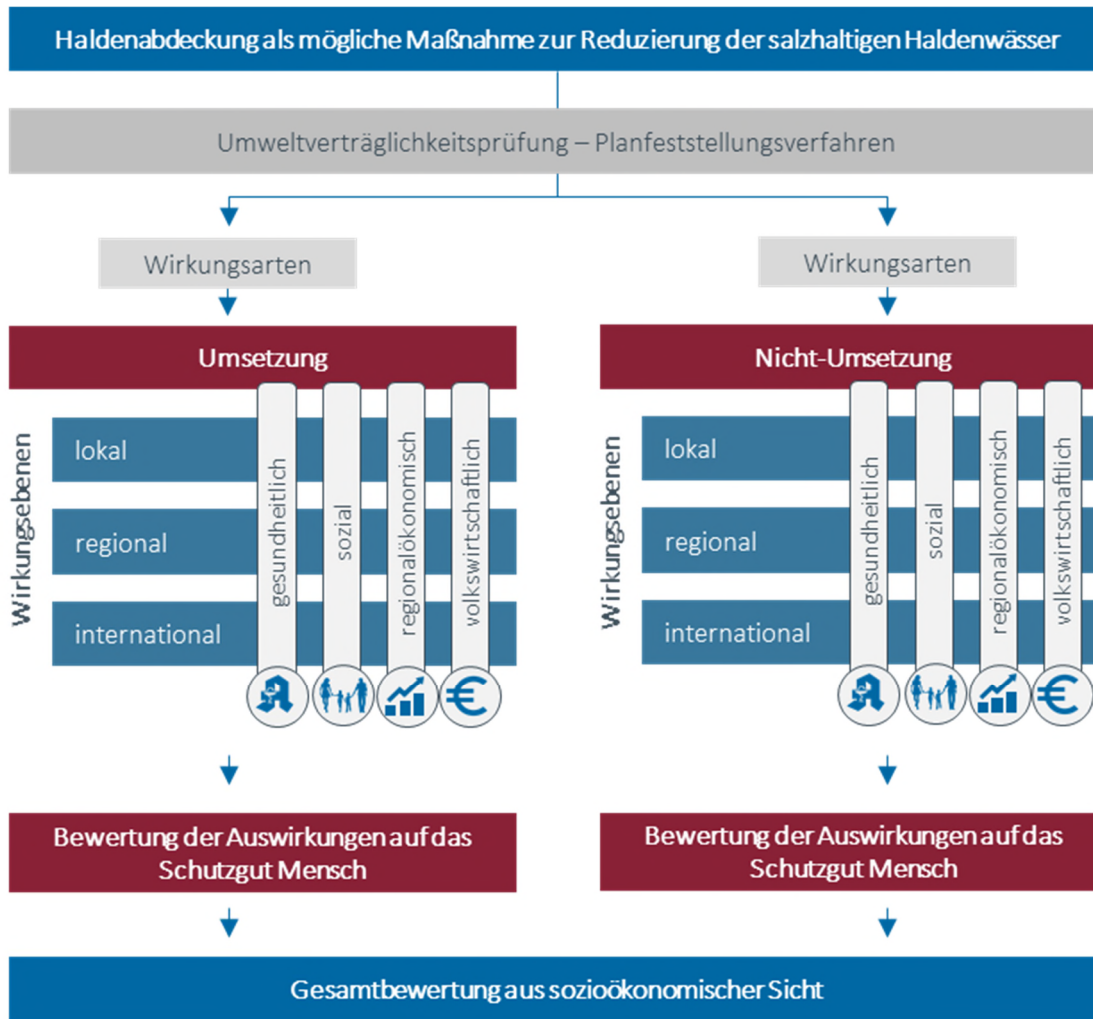 Haldenabdeckung als mögliche Maßnahme zur Reduzierung der salzhaltigen Haldenwässer
Umweltverträglichkeitsprüfung – Planfeststellungsverfahren
Wirkungsarten
Umsetzung
Wirkungsebenen
lokal
regional
international
gesundheitlich
sozial
regionalökonomisch
volkswirtschaftlich
Bewertung der Auswirkungen auf das
Schutzgut Mensch
Wirkungsarten
Nicht-Umsetzung
Wirkungsebenen
lokal
regional
international
gesundheitlich
sozial
regionalökonomisch
volkswirtschaftlich
Bewertung der Auswirkungen auf das
Schutzgut Mensch
Gesamtbewertung aus sozioökonomischer Sicht